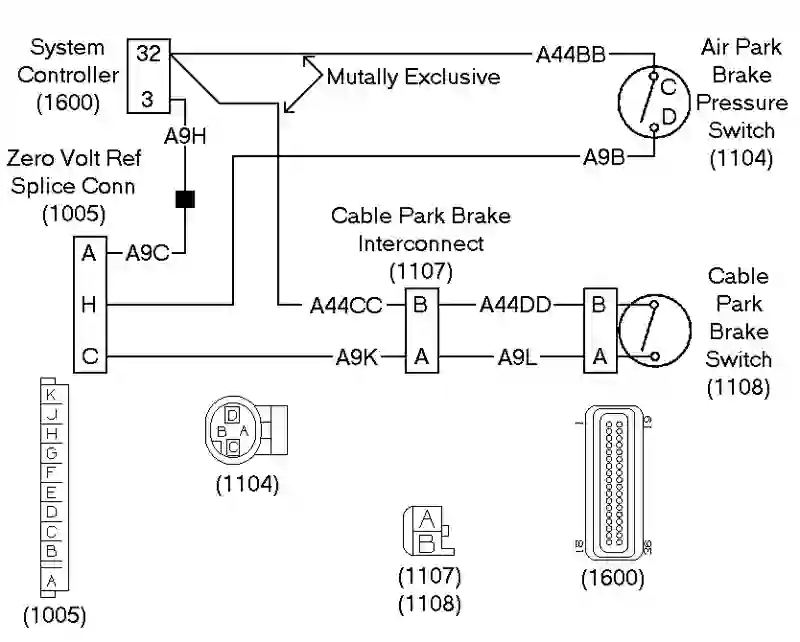 System
Controller
(1600)
32
3
A44BB
Mutally Exclusive
C
D
Air Park
Brake
Pressure
Switch
(1104)
A9H
A9B
Zero Volt Ref
Splice Conn
(1005)
A
A9C
H
C
Cable Park Brake
Interconnect
(1107)
A44CC
B
A44DD
B
A9K
A
A9L
A
Cable
Park
Brake
Switch
(1108)
K
J
H
G
F
E
D
C
B
A
(1005)
D
B A
C
(1104)
A
B
(1107)
(1108)
1
19
18
36
(1600)